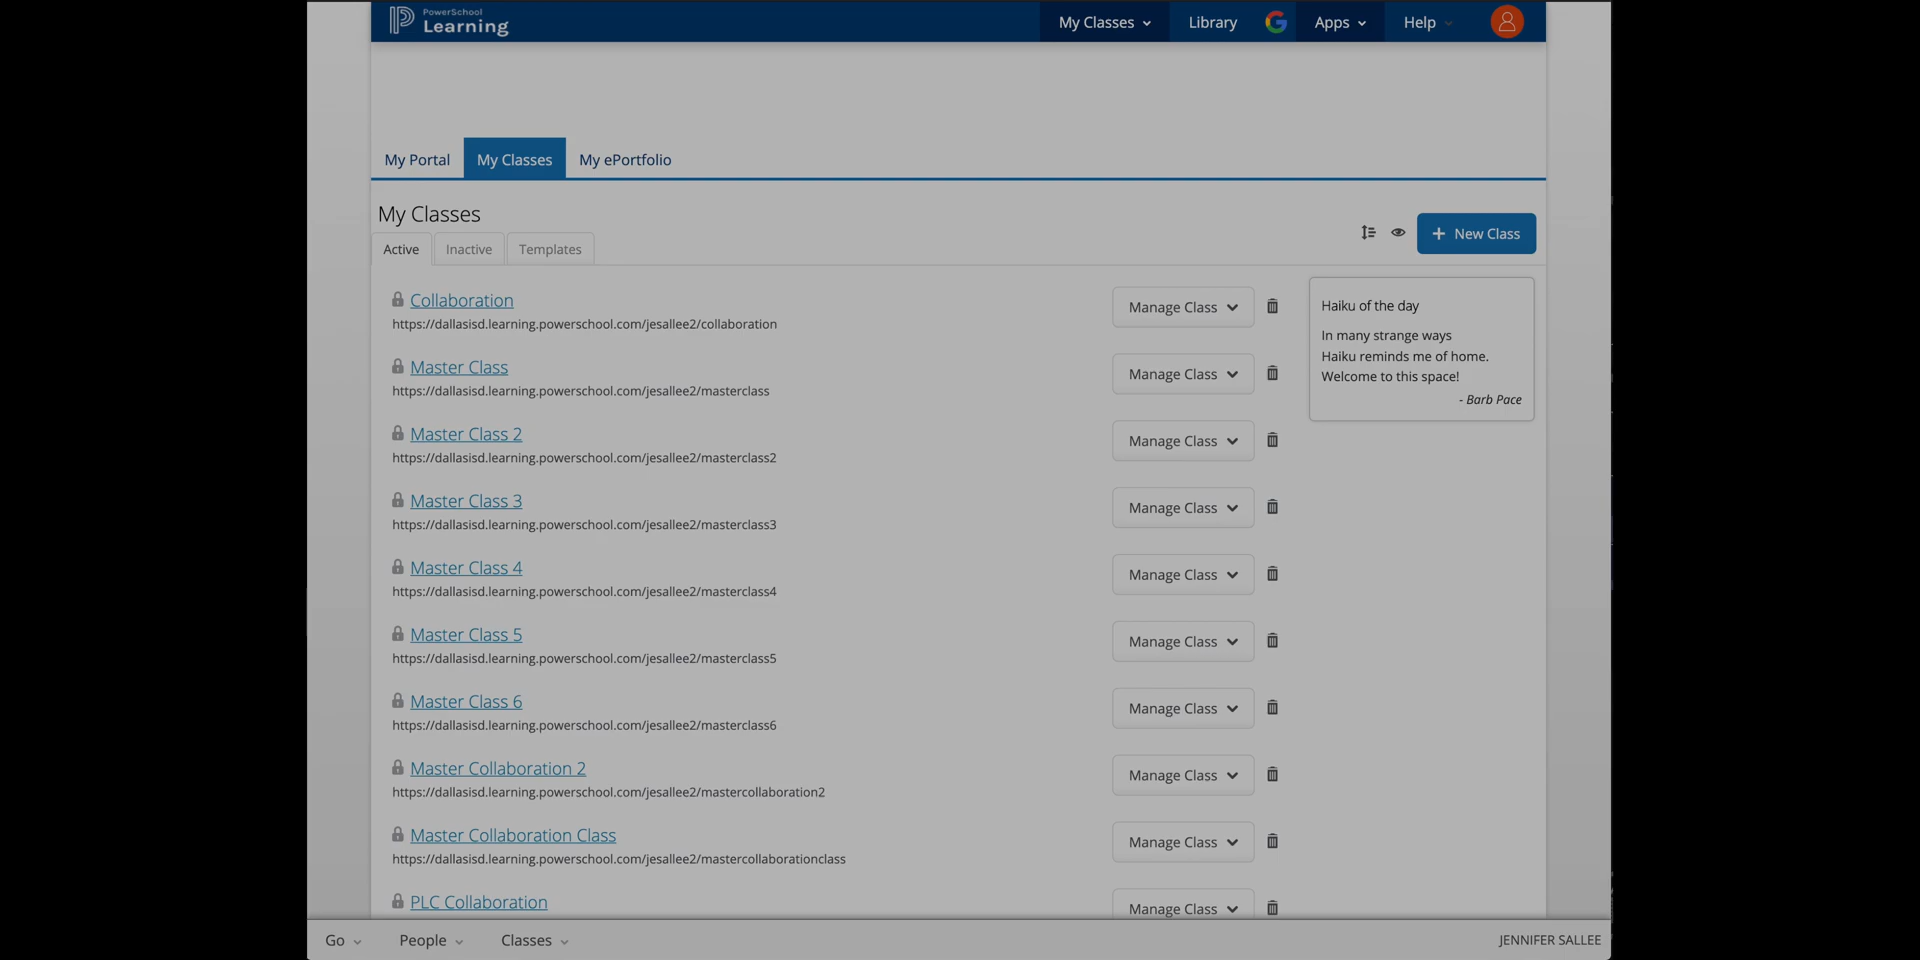 PowerSchool
Learning
My Classes
Library
Apps
Help
My Portal
My Classes
My ePortfolio
My Classes
Active
Inactive
Templates
+ New Class
Collaboration
https://dallasisd.learning.powerschool.com/jesallee2/collaboration
Manage Class
Master Class
https://dallasisd.learning.powerschool.com/jesallee2/masterclass
Manage Class
Master Class 2
https://dallasisd.learning.powerschool.com/jesallee2/masterclass2
Manage Class
Master Class 3
https://dallasisd.learning.powerschool.com/jesallee2/masterclass3
Manage Class
Master Class 4
https://dallasisd.learning.powerschool.com/jesallee2/masterclass4
Manage Class
Master Class 5
https://dallasisd.learning.powerschool.com/jesallee2/masterclass5
Manage Class
Master Class 6
https://dallasisd.learning.powerschool.com/jesallee2/masterclass6
Manage Class
Master Collaboration 2
https://dallasisd.learning.powerschool.com/jesallee2/mastercollaboration2
Manage Class
Master Collaboration Class
https://dallasisd.learning.powerschool.com/jesallee2/mastercollaborationclass
Manage Class
PLC Collaboration
Manage Class
Haiku of the day
In many strange ways
Haiku reminds me of home.
Welcome to this space!
- Barb Pace
Go
People
Classes
JENNIFER SALLEE